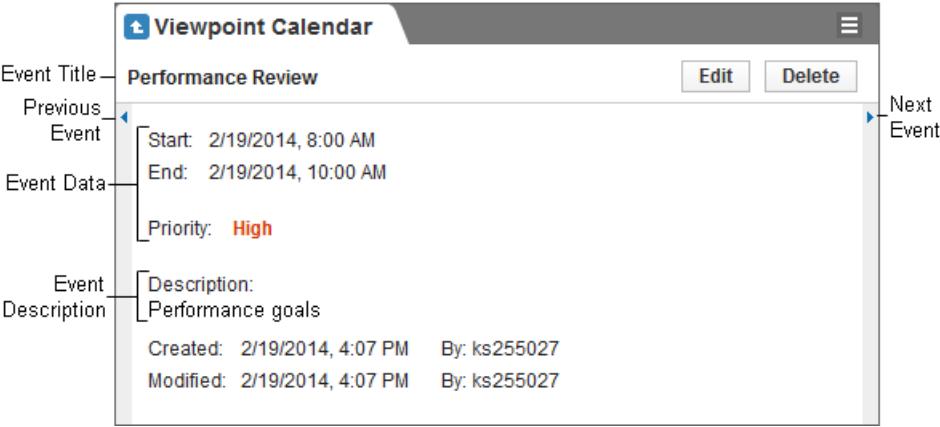 Viewpoint Calendar
Event Title
Performance Review
Edit
Delete
Previous
Event
Next
Event
Event Data
Start: 2/19/2014, 8:00 AM
End: 2/19/2014, 10:00 AM
Priority: High
Event
Description
Description:
Performance goals
Created: 2/19/2014, 4:07 PM By: ks255027
Modified: 2/19/2014, 4:07 PM By: ks255027